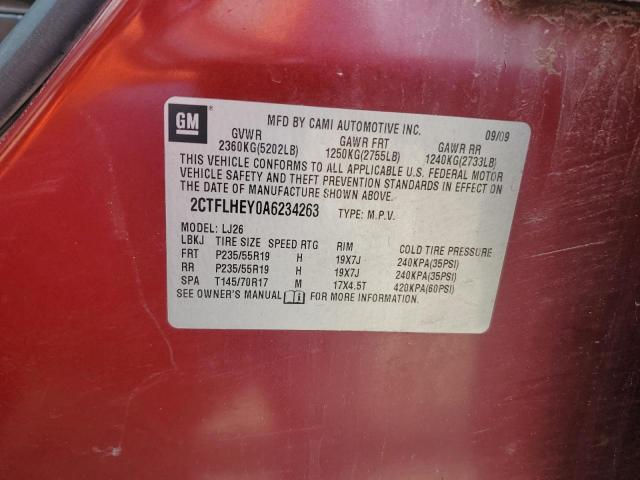 GM
MFD BY CAMI AUTOMOTIVE INC. 09/09
GVWR GAWR FRT GAWR RR
2360KG(5202LB) 1250KG(2755LB) 1240KG(2733LB)
THIS VEHICLE CONFORMS TO ALL APPLICABLE U.S. FEDERAL MOTOR
VEHICLE SAFETY AND THEFT PREVENTION STANDARDS IN EFFECT ON
THE DATE OF MANUFACTURE SHOWN ABOVE.
2CTFLHEY0A6234263 TYPE: M.P.V.
MODEL: LJ26
LBKJ TIRE SIZE SPEED RTG RIM COLD TIRE PRESSURE
FRT P235/55R19 H 19X7J 240KPA(35PSI)
RR P235/55R19 H 19X7J 240KPA(35PSI)
SPA T145/70R17 M 17X4.5T 420KPA(60PSI)
SEE OWNER'S MANUAL FOR MORE INFORMATION.